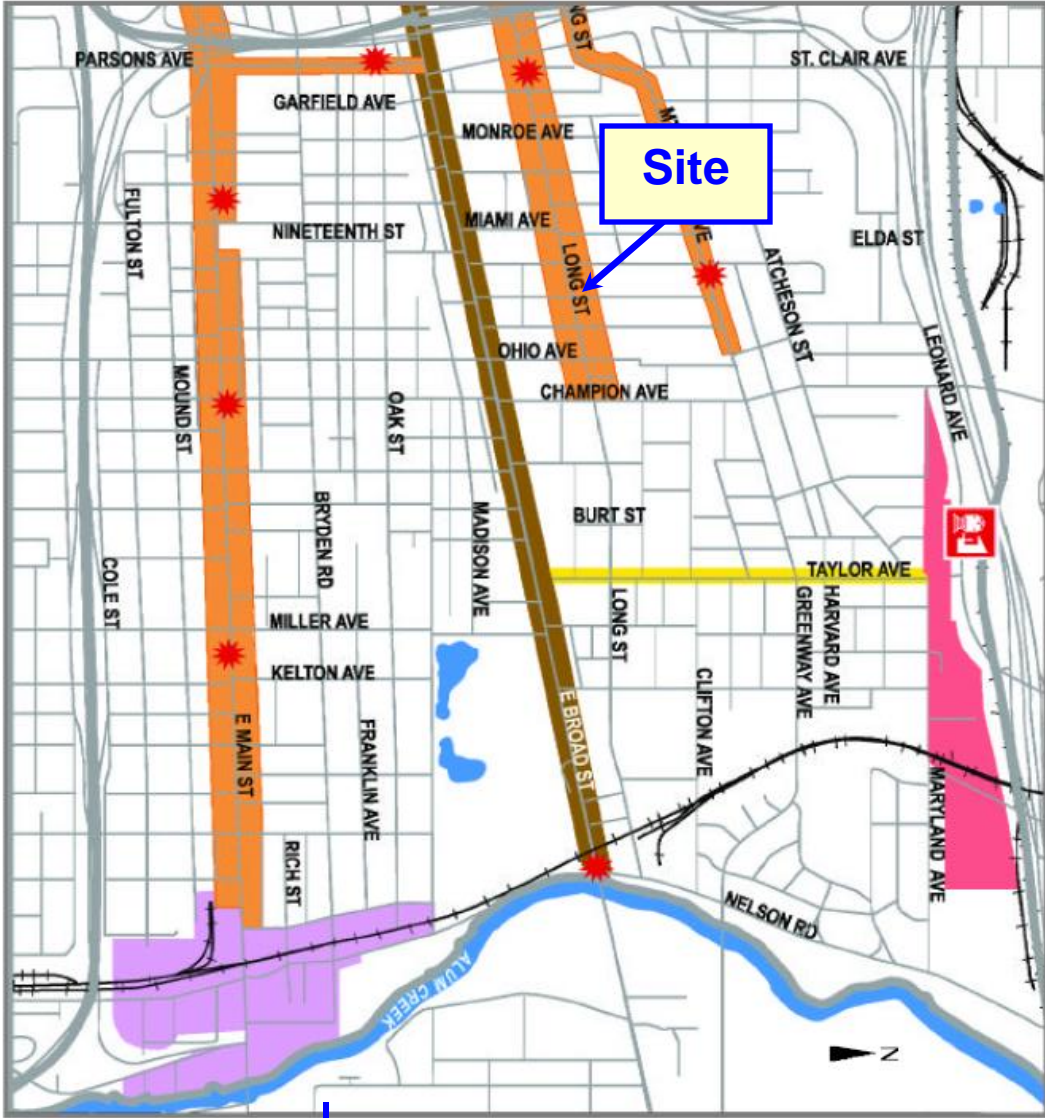 NG ST
PARSONS AVE
ST. CLAIR AVE
GARFIELD AVE
MONROE AVE
Site
FULTON ST
MIAMI AVE
NINETEENTH ST
ELDA ST
LONG ST
ATCHESON ST
OHIO AVE
LEONARD AVE
CHAMPION AVE
MOUND ST
OAK ST
BURT ST
BRYDEN RD
MADISON AVE
COLE ST
TAYLOR AVE
MILLER AVE
LONG ST
GREENWAY AVE
HARVARD AVE
KELTON AVE
CLIFTON AVE
E BROAD ST
E MAIN ST
FRANKLIN AVE
MARYLAND AVE
RICH ST
NELSON RD
ALUM CREEK
N